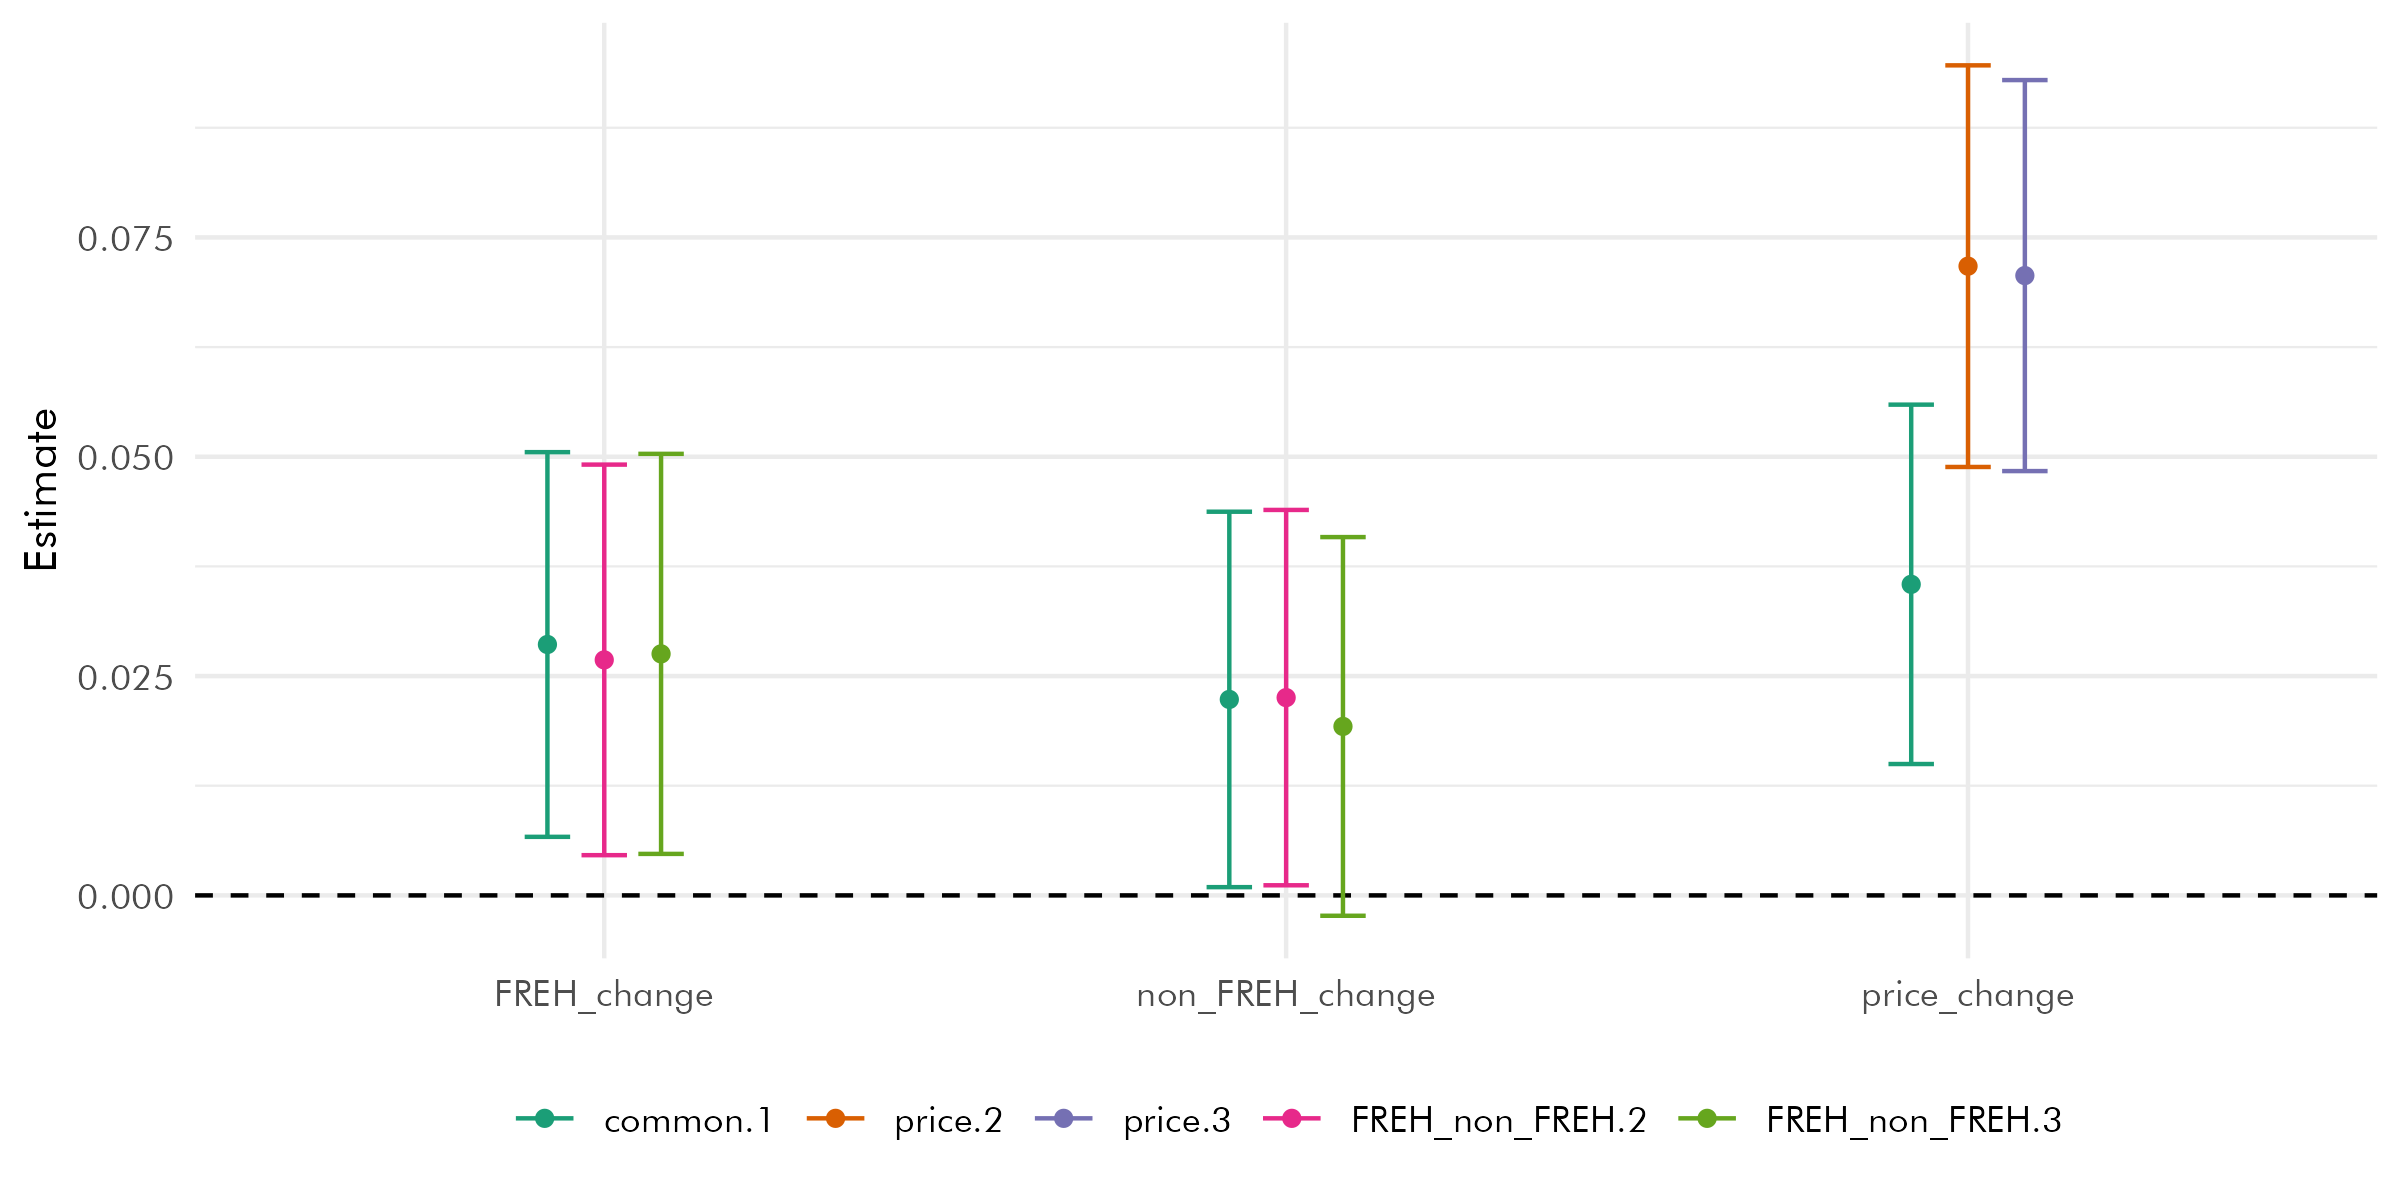 Estimate
0.075
0.050
0.025
0.000
FREH_change non_FREH_change price_change
common.1 price.2 price.3 FREH_non_FREH.2 FREH_non_FREH.3